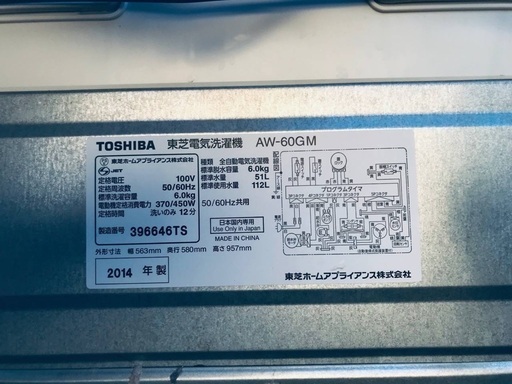 TOSHIBA 東芝電気洗濯機 AW-60GM
東芝ホームアプライアンス株式会社
JET
定格電圧 100V
定格周波数 50/60Hz
標準洗濯容量 6.0kg
電動機定格消費電力 370/450W
定格時間 洗いのみ 12分
製造番号 396646TS
種類 全自動電気洗濯機
標準脱水容量 6.0kg
標準水量 51L
標準使用水量 112L
50/60Hz共用
日本国内専用
Use Only in Japan
MADE IN CHINA
外形寸法 幅 563mm 奥行 580mm 高さ 957mm
2014 年製
配線図
プログラムタイマ
東芝ホームアプライアンス株式会社